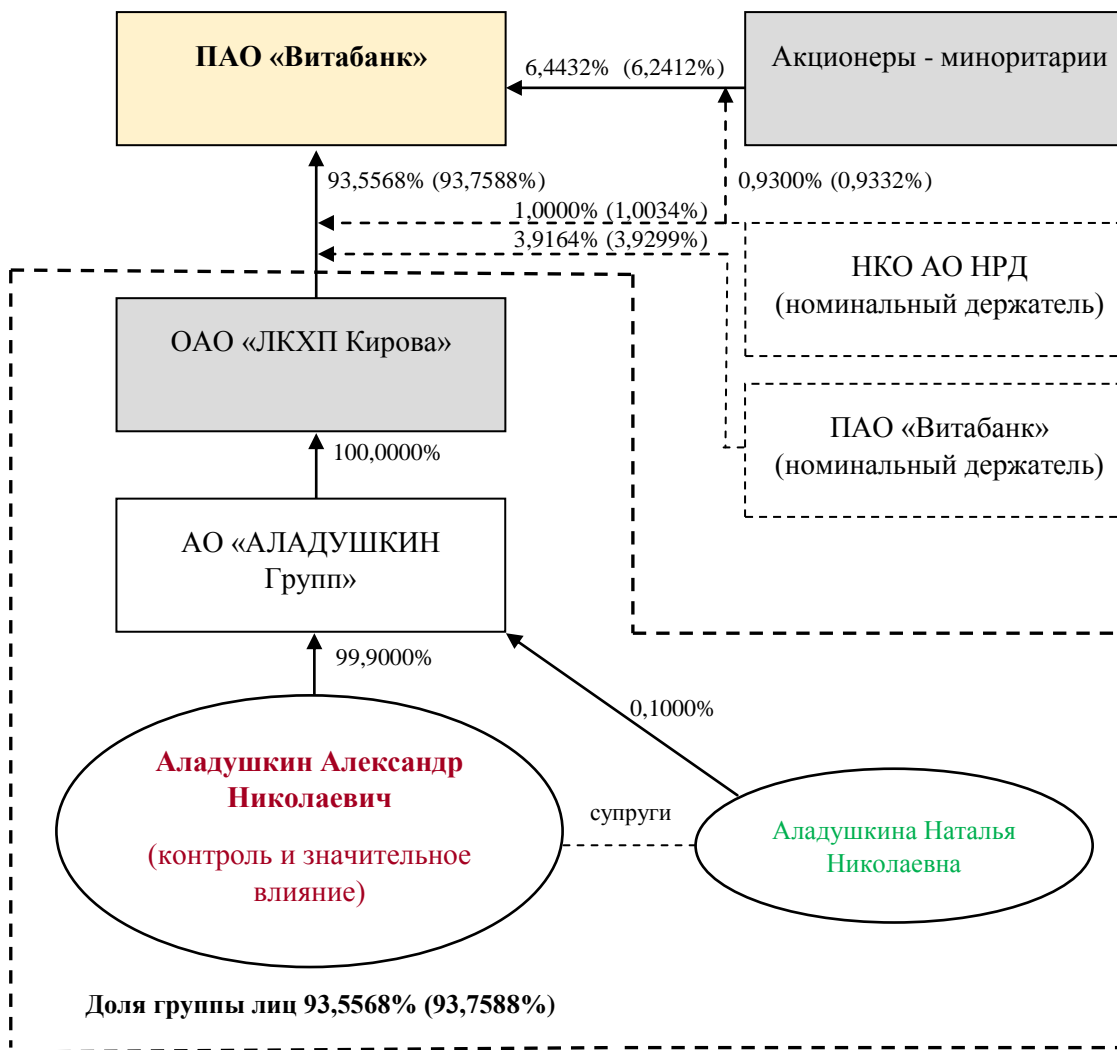 ПАО «Витабанк»
6,4432% (6,2412%)
Акционеры - миноритарии
93,5568% (93,7588%)
0,9300% (0,9332%)
1,0000% (1,0034%)
3,9164% (3,9299%)
НКО АО НРД
(номинальный держатель)
ОАО «ЛКХП Кирова»
ПАО «Витабанк»
(номинальный держатель)
100,0000%
АО «АЛАДУШКИН
Групп»
99,9000%
0,1000%
Аладушкин Александр
Николаевич
(контроль и значительное
влияние)
супруги
Аладушкина Наталья
Николаевна
Доля группы лиц 93,5568% (93,7588%)